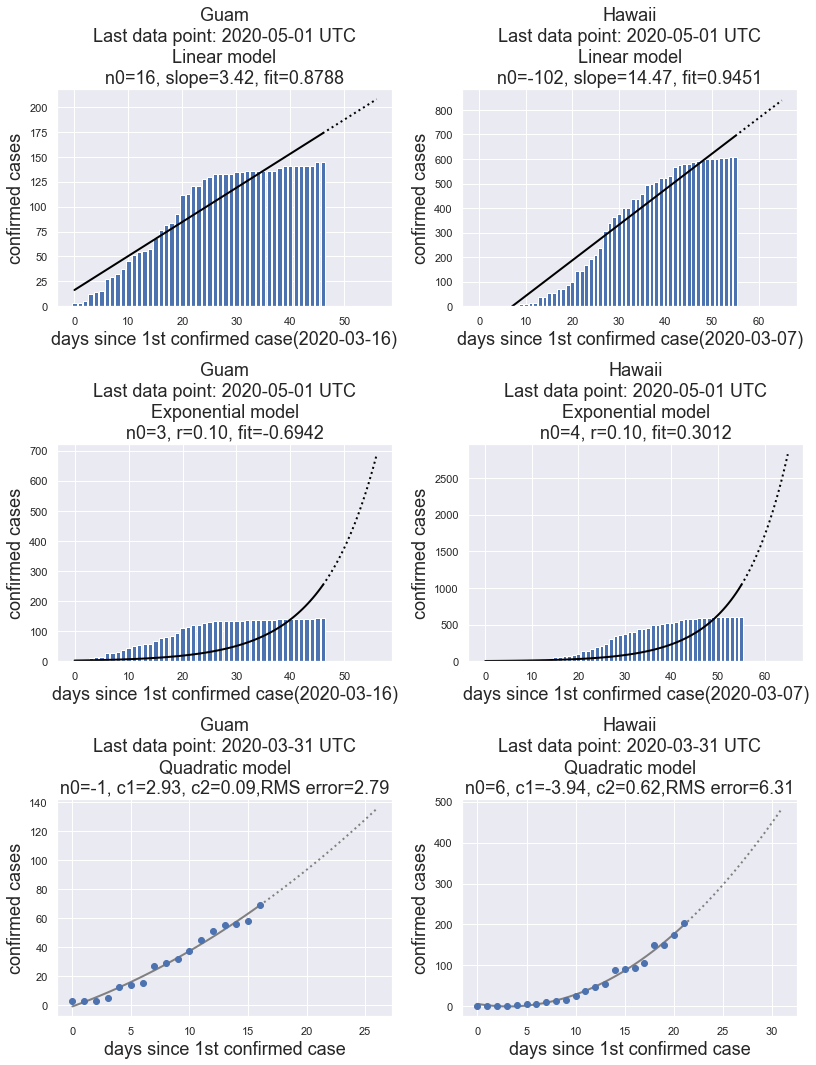 Guam
Last data point: 2020-05-01 UTC
Linear model
n0=16, slope=3.42, fit=0.8788
200
175
150
125
100
75
50
25
0
confirmed cases
0 10 20 30 40 50
days since 1st confirmed case(2020-03-16)
Hawaii
Last data point: 2020-05-01 UTC
Linear model
n0=-102, slope=14.47, fit=0.9451
800
700
600
500
400
300
200
100
0
confirmed cases
0 10 20 30 40 50 60
days since 1st confirmed case(2020-03-07)
Guam
Last data point: 2020-05-01 UTC
Exponential model
n0=3, r=0.10, fit=-0.6942
700
600
500
400
300
200
100
0
confirmed cases
0 10 20 30 40 50
days since 1st confirmed case(2020-03-16)
Hawaii
Last data point: 2020-05-01 UTC
Exponential model
n0=4, r=0.10, fit=0.3012
2500
2000
1500
1000
500
0
confirmed cases
0 10 20 30 40 50 60
days since 1st confirmed case(2020-03-07)
Guam
Last data point: 2020-03-31 UTC
Quadratic model
n0=-1, c1=2.93, c2=0.09,RMS error=2.79
140
120
100
80
60
40
20
0
confirmed cases
0 5 10 15 20 25
days since 1st confirmed case
Hawaii
Last data point: 2020-03-31 UTC
Quadratic model
n0=6, c1=-3.94, c2=0.62,RMS error=6.31
500
400
300
200
100
0
confirmed cases
0 5 10 15 20 25 30
days since 1st confirmed case